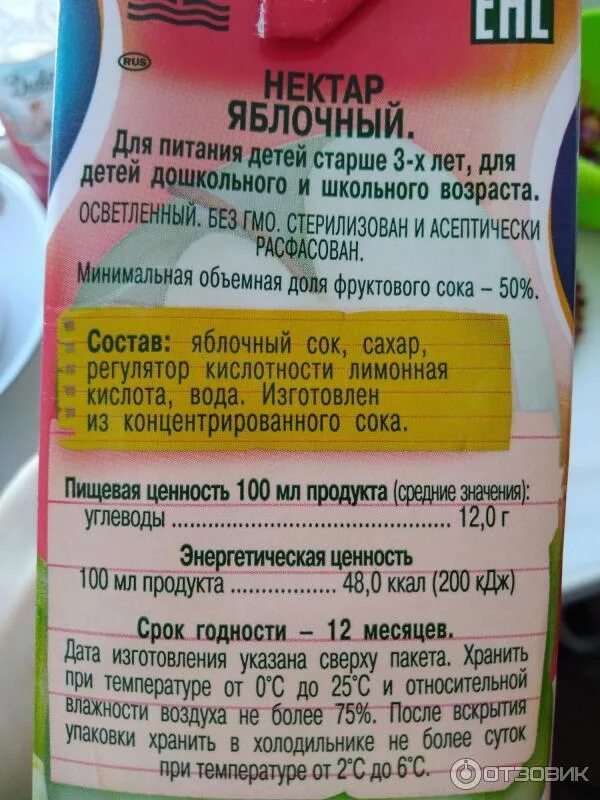 EAC
RUS
НЕКТАР
ЯБЛОЧНЫЙ.
Для питания детей старше 3-х лет, для
детей дошкольного и школьного возраста.
ОСВЕТЛЕННЫЙ. БЕЗ ГМО. СТЕРИЛИЗОВАН И АСЕПТИЧЕСКИ
РАСФАСОВАН.
Минимальная объемная доля фруктового сока – 50%.
Состав: яблочный сок, сахар,
регулятор кислотности лимонная
кислота, вода. Изготовлен
из концентрированного сока.
Пищевая ценность 100 мл продукта (средние значения):
углеводы .......................................... 12,0 г
Энергетическая ценность
100 мл продукта .................. 48,0 ккал (200 кДж)
Срок годности – 12 месяцев.
Дата изготовления указана сверху пакета. Хранить
при температуре от 0°С до 25°С и относительной
влажности воздуха не более 75%. После вскрытия
упаковки хранить в холодильнике не более суток
при температуре от 2°С до 6°С.
ОТЗОВИК